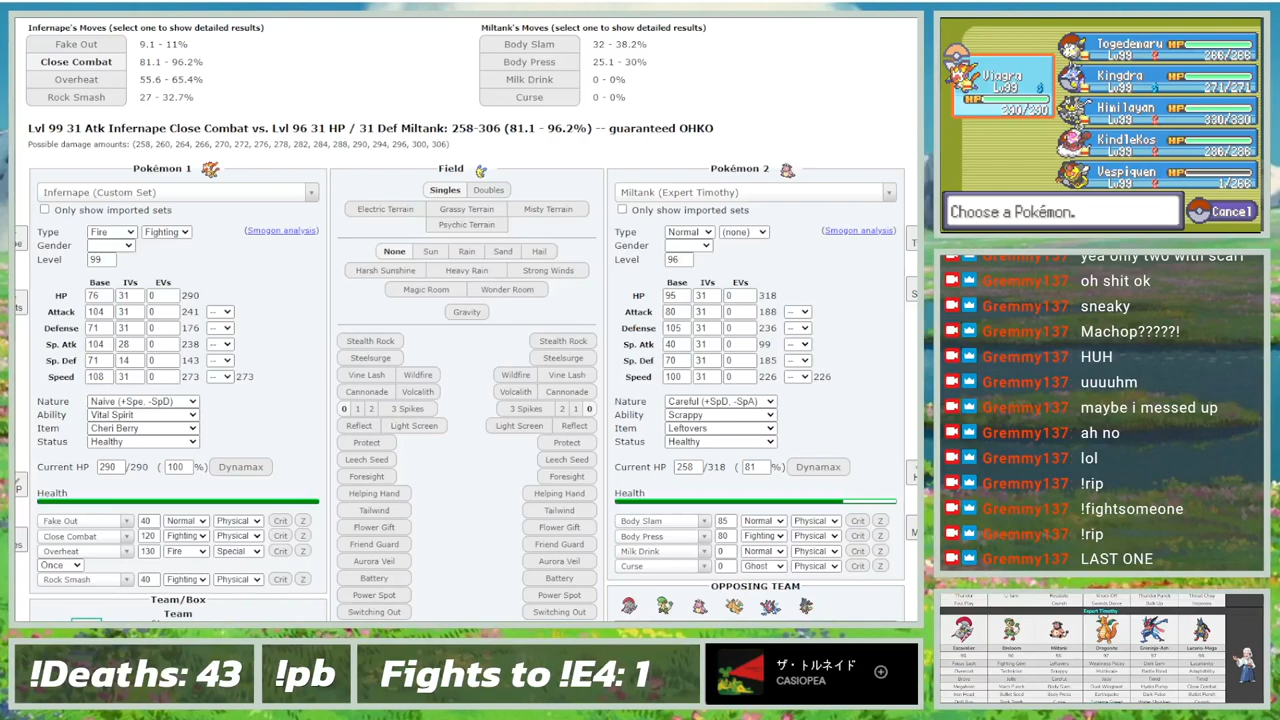 Infernape's Moves (select one to show detailed results)
Fake Out 9.1 - 11%
Close Combat 81.1 - 96.2%
Overheat 55.6 - 65.4%
Rock Smash 27 - 32.7%
Miltank's Moves (select one to show detailed results)
Body Slam 32 - 38.2%
Body Press 25.1 - 30%
Milk Drink 0 - 0%
Curse 0 - 0%
Lvl 99 31 Atk Infernape Close Combat vs. Lvl 96 31 HP / 31 Def Miltank: 258-306 (81.1 - 96.2%) -- guaranteed OHKO
Possible damage amounts: (258, 260, 264, 266, 270, 272, 276, 278, 282, 284, 288, 290, 294, 296, 300, 306)
Pokémon 1
Infernape (Custom Set)
Only show imported sets
Type Fire Fighting (Smogon analysis)
Gender
Level 99
Base IVs EVs
HP 76 31 0 290
Attack 104 31 0 241 --
Defense 71 31 0 176 --
Sp. Atk 104 28 0 238 --
Sp. Def 71 14 0 143 --
Speed 108 31 0 273 -- 273
Nature Naive (+Spe, -SpD)
Ability Vital Spirit
Item Cheri Berry
Status Healthy
Current HP 290 /290 ( 100 %) Dynamax
Health
Fake Out 40 Normal Physical Crit Z
Close Combat 120 Fighting Physical Crit Z
Overheat 130 Fire Special Crit Z
Once
Rock Smash 40 Fighting Physical Crit Z
Team/Box
Team
Field
Singles Doubles
Electric Terrain Grassy Terrain Misty Terrain
Psychic Terrain
None Sun Rain Sand Hail
Harsh Sunshine Heavy Rain Strong Winds
Magic Room Wonder Room
Gravity
Stealth Rock Stealth Rock
Steelsurge Steelsurge
Vine Lash Wildfire Wildfire Vine Lash
Cannonade Volcalith Volcalith Cannonade
0 1 2 3 Spikes 3 Spikes 2 1 0
Reflect Light Screen Light Screen Reflect
Protect Protect
Leech Seed Leech Seed
Foresight Foresight
Helping Hand Helping Hand
Tailwind Tailwind
Flower Gift Flower Gift
Friend Guard Friend Guard
Aurora Veil Aurora Veil
Battery Battery
Power Spot Power Spot
Switching Out Switching Out
Pokémon 2
Miltank (Expert Timothy)
Only show imported sets
Type Normal (none) (Smogon analysis)
Gender
Level 96
Base IVs EVs
HP 95 31 0 318
Attack 80 31 0 188 --
Defense 105 31 0 236 --
Sp. Atk 40 31 0 99 --
Sp. Def 70 31 0 185 --
Speed 100 31 0 226 -- 226
Nature Careful (+SpD, -SpA)
Ability Scrappy
Item Leftovers
Status Healthy
Current HP 258 /318 ( 81 %) Dynamax
Health
Body Slam 85 Normal Physical Crit Z
Body Press 80 Fighting Physical Crit Z
Milk Drink 0 Normal Physical Crit Z
Curse 0 Ghost Physical Crit Z
OPPOSING TEAM
Viagra
Lv99
HP
290/290
Togedemaru HP
Lv99 266/266
Kingdra HP
Lv99 271/271
Himilayan HP
Lv99 330/330
KindleKos HP
Lv99 286/286
Vespiquen HP
Lv99 1/266
Choose a Pokémon.
Cancel
Gremmy137 yea only two with scarf
Gremmy137 oh shit ok
Gremmy137 sneaky
Gremmy137 Machop?????!
Gremmy137 HUH
Gremmy137 uuuuhm
Gremmy137 maybe i messed up
Gremmy137 ah no
Gremmy137 lol
Gremmy137 !rip
Gremmy137 !fightsomeone
Gremmy137 !rip
Gremmy137 LAST ONE
Expert Timothy
Excavalier Breloom Miltank Dragonite Greninja-Ash Lucario-Mega
!Deaths: 43 !pb Fights to !E4:
ザ・トルネイド
CASIOPEA